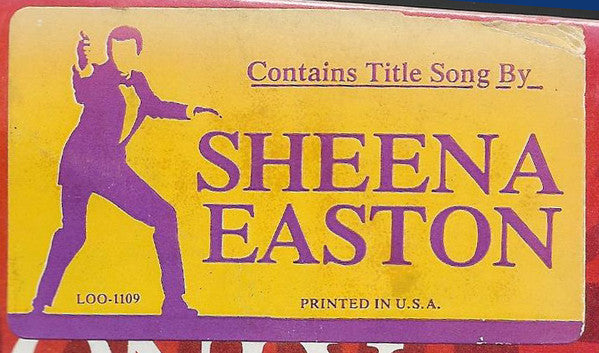 Contains Title Song By
SHEENA
EASTON
LOO-1109
PRINTED IN U.S.A.